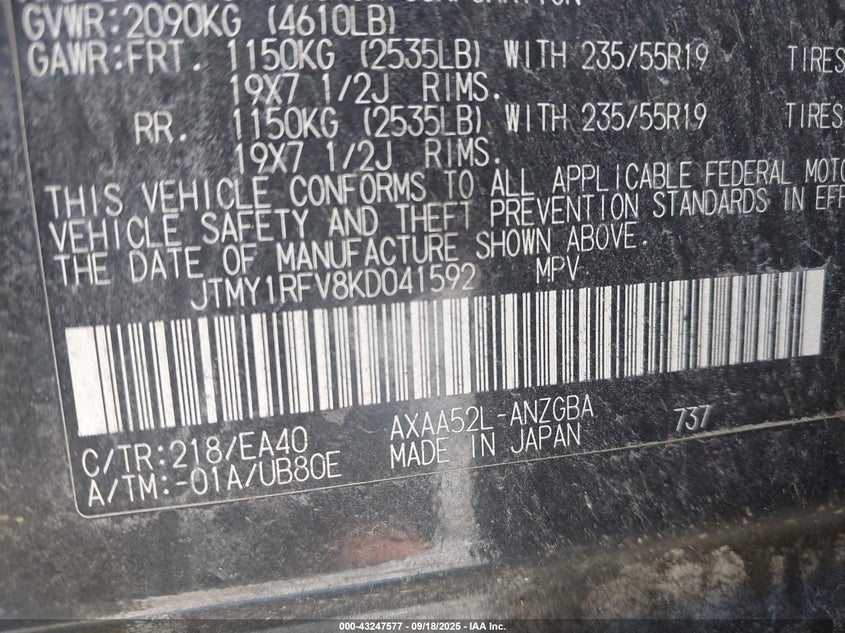 GVWR:2090KG (4610LB)
GAWR:FRT. 1150KG (2535LB) WITH 235/55R19 TIRES
19X7 1/2J RIMS.
RR. 1150KG (2535LB) WITH 235/55R19 TIRES
19X7 1/2J RIMS.
THIS VEHICLE CONFORMS TO ALL APPLICABLE FEDERAL MOTO
VEHICLE SAFETY AND THEFT PREVENTION STANDARDS IN EFF
THE DATE OF MANUFACTURE SHOWN ABOVE.
JTMY1RFV8KD041592 MPV
C/TR:218/EA40 AXAA52L-ANZGBA 737
A/TM:-01A/UB80E MADE IN JAPAN
000-43247577 - 09/18/2025 - IAA Inc.